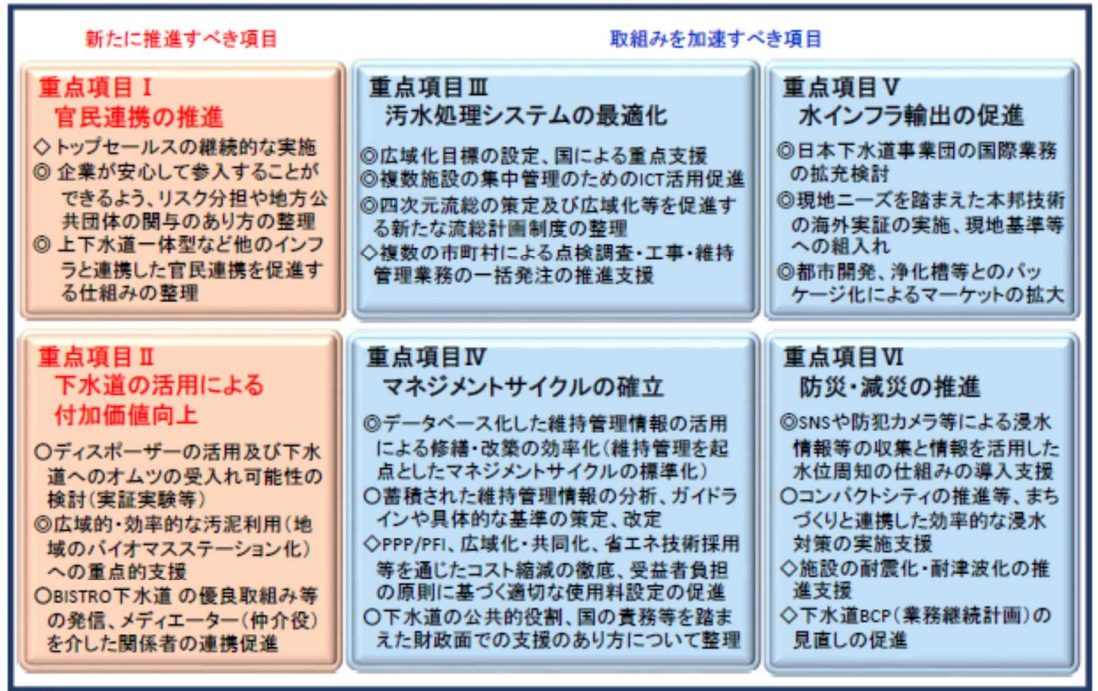 新たに推進すべき項目
取組みを加速すべき項目
重点項目Ⅰ
官民連携の推進
◇トップセールスの継続的な実施
◎企業が安心して参入することが
できるよう、リスク分担や地方公
共団体の関与のあり方の整理
◎上下水道一体型など他のインフ
ラと連携した官民連携を促進す
る仕組みの整理
重点項目Ⅱ
下水道の活用による
付加価値向上
〇ディスポーザーの活用及び下水
道へのオムツの受入れ可能性の
検討(実証実験等)
◎広域的・効率的な汚泥利用(地
域のバイオマスステーション化)
への重点的支援
〇BISTRO下水道 の優良取組み等
の発信、メディエーター(仲介役)
を介した関係者の連携促進
重点項目Ⅲ
汚水処理システムの最適化
◎広域化目標の設定、国による重点支援
◎複数施設の集中管理のためのICT活用促進
◎四次元流総の策定及び広域化等を促進す
る新たな流総計画制度の整理
◇複数の市町村による点検調査・工事・維持
管理業務の一括発注の推進支援
重点項目Ⅳ
マネジメントサイクルの確立
◎データベース化した維持管理情報の活用
による修繕・改築の効率化(維持管理を起
点としたマネジメントサイクルの標準化)
〇蓄積された維持管理情報の分析、ガイドラ
インや具体的な基準の策定、改定
◇PPP/PFI、広域化・共同化、省エネ技術採用
等を通じたコスト縮減の徹底、受益者負担
の原則に基づく適切な使用料設定の促進
〇下水道の公共的役割、国の責務等を踏ま
えた財政面での支援のあり方について整理
重点項目Ⅴ
水インフラ輸出の促進
◎日本下水道事業団の国際業務
の拡充検討
◎現地ニーズを踏まえた本邦技術
の海外実証の実施、現地基準等
への組入れ
◎都市開発、浄化槽等とのパッ
ケージ化によるマーケットの拡大
重点項目Ⅵ
防災・減災の推進
◎SNSや防犯カメラ等による浸水
情報等の収集と情報を活用した
水位周知の仕組みの導入支援
〇コンパクトシティの推進等、まち
づくりと連携した効率的な浸水
対策の実施支援
◇施設の耐震化・耐津波化の推
進支援
◇下水道BCP(業務継続計画)の
見直しの促進